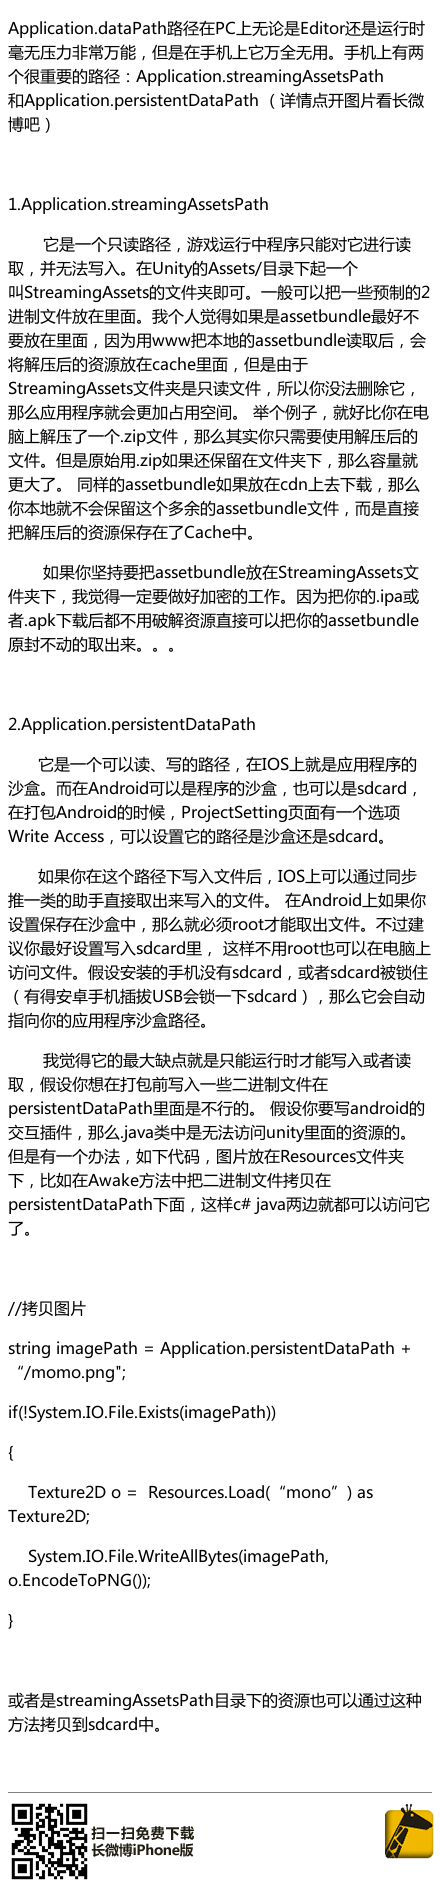 Application.dataPath路径在PC上无论是Editor还是运行时
毫无压力非常万能，但是在手机上它万全无用。手机上有两
个很重要的路径：Application.streamingAssetsPath
和Application.persistentDataPath （详情点开图片看长微
博吧）
1.Application.streamingAssetsPath
它是一个只读路径，游戏运行中程序只能对它进行读
取，并无法写入。在Unity的Assets/目录下起一个
叫StreamingAssets的文件夹即可。一般可以把一些预制的2
进制文件放在里面。我个人觉得如果是assetbundle最好不
要放在里面，因为用www把本地的assetbundle读取后，会
将解压后的资源放在cache里面，但是由于
StreamingAssets文件夹是只读文件，所以你没法删除它，
那么应用程序就会更加占用空间。 举个例子，就好比你在电
脑上解压了一个.zip文件，那么其实你只需要使用解压后的
文件。但是原始用.zip如果还保留在文件夹下，那么容量就
更大了。 同样的assetbundle如果放在cdn上去下载，那么
你本地就不会保留这个多余的assetbundle文件，而是直接
把解压后的资源保存在了Cache中。
如果你坚持要把assetbundle放在StreamingAssets文
件夹下，我觉得一定要做好加密的工作。因为把你的.ipa或
者.apk下载后都不用破解资源直接可以把你的assetbundle
原封不动的取出来。。。
2.Application.persistentDataPath
它是一个可以读、写的路径，在IOS上就是应用程序的
沙盒。而在Android可以是程序的沙盒，也可以是sdcard，
在打包Android的时候，ProjectSetting页面有一个选项
Write Access，可以设置它的路径是沙盒还是sdcard。
如果你在这个路径下写入文件后，IOS上可以通过同步
推一类的助手直接取出来写入的文件。 在Android上如果你
设置保存在沙盒中，那么就必须root才能取出文件。不过建
议你最好设置写入sdcard里， 这样不用root也可以在电脑上
访问文件。假设安装的手机没有sdcard，或者sdcard被锁住
（有得安卓手机插拔USB会锁一下sdcard），那么它会自动
指向你的应用程序沙盒路径。
我觉得它的最大缺点就是只能运行时才能写入或者读
取，假设你想在打包前写入一些二进制文件在
persistentDataPath里面是不行的。 假设你要写android的
交互插件，那么.java类中是无法访问unity里面的资源的。
但是有一个办法，如下代码，图片放在Resources文件夹
下，比如在Awake方法中把二进制文件拷贝在
persistentDataPath下面，这样c# java两边就都可以访问它
了。
//拷贝图片
string imagePath = Application.persistentDataPath +
“/momo.png";
if(!System.IO.File.Exists(imagePath))
{
Texture2D o =  Resources.Load(“mono”) as
Texture2D;
System.IO.File.WriteAllBytes(imagePath,
o.EncodeToPNG());
}
或者是streamingAssetsPath目录下的资源也可以通过这种
方法拷贝到sdcard中。
扫一扫免费下载
长微博iPhone版